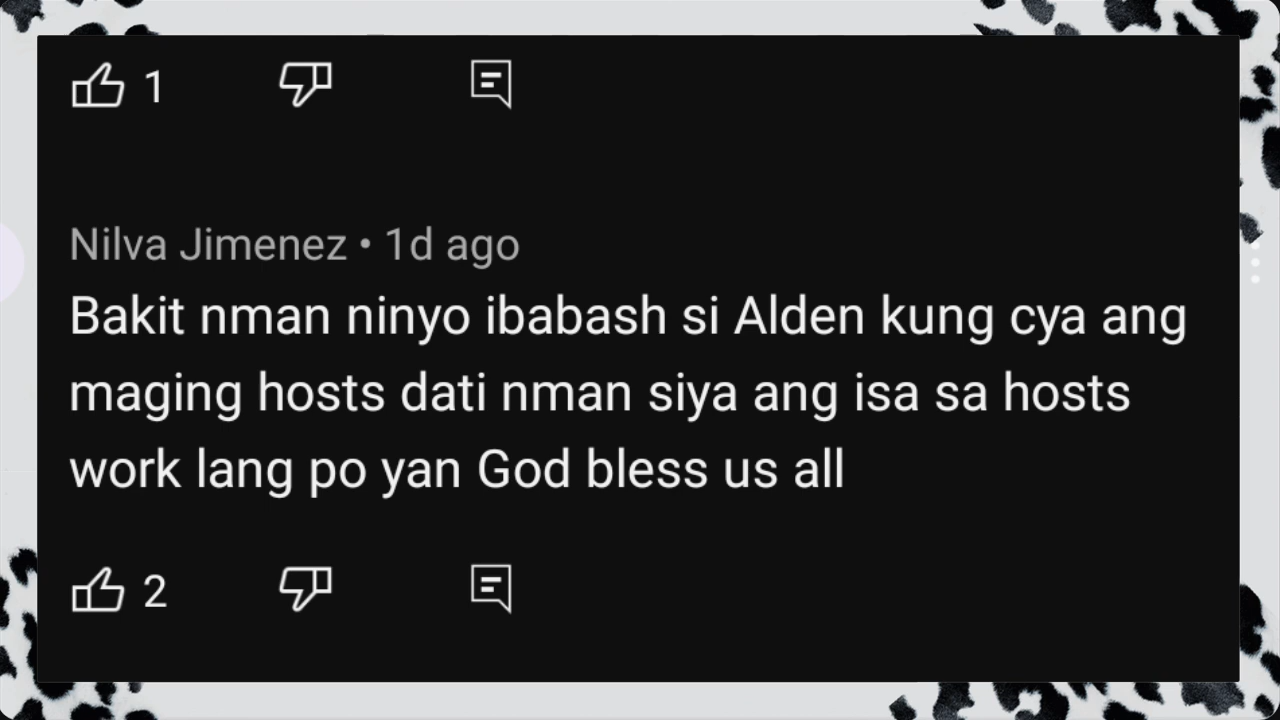 1
Nilva Jimenez • 1d ago
Bakit nman ninyo ibabash si Alden kung cya ang
maging hosts dati nman siya ang isa sa hosts
work lang po yan God bless us all
2